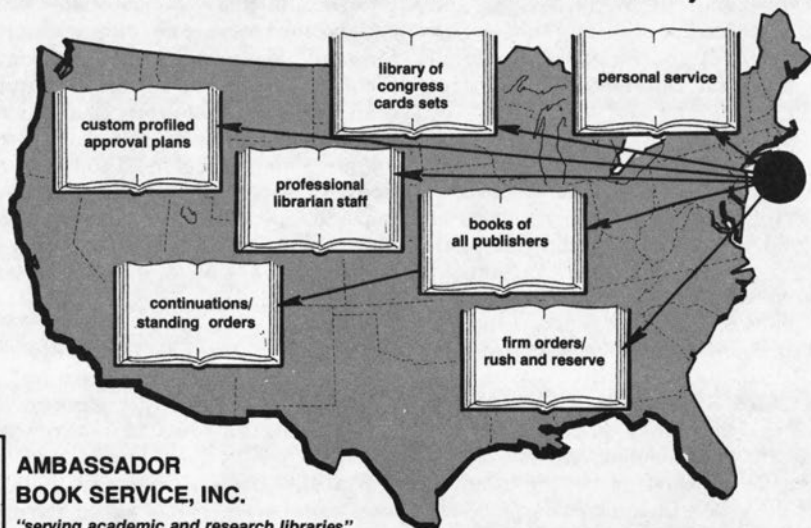 library of
congress
cards sets
personal service
custom profiled
approval plans
professional
librarian staff
books of
all publishers
continuations/
standing orders
firm orders/
rush and reserve
AMBASSADOR
BOOK SERVICE, INC.
"serving academic and research libraries"